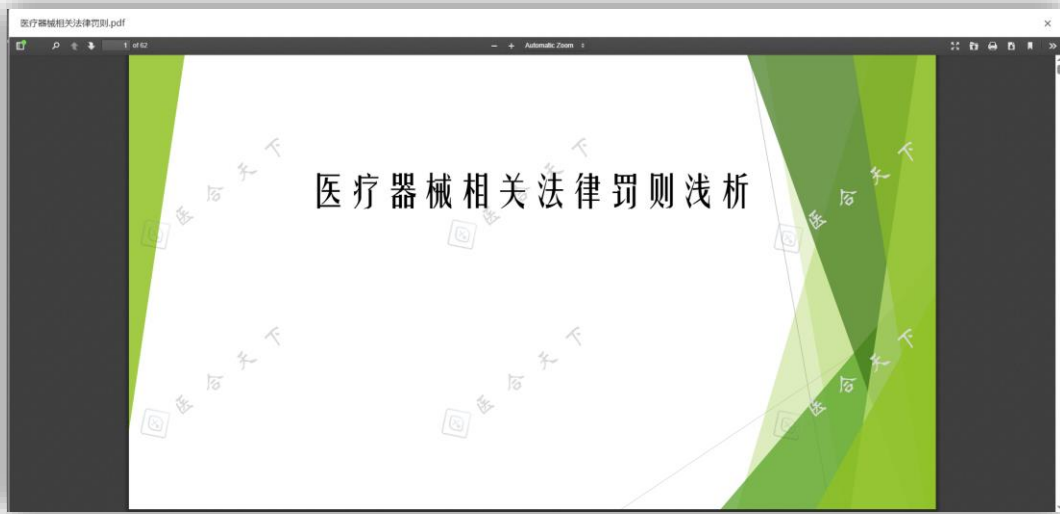 医疗器械相关法律罚则.pdf
×
1 of 62
− + Automatic Zoom
医疗器械相关法律罚则浅析
医合天下
医合天下
医合天下
医合天下
医合天下
医合天下